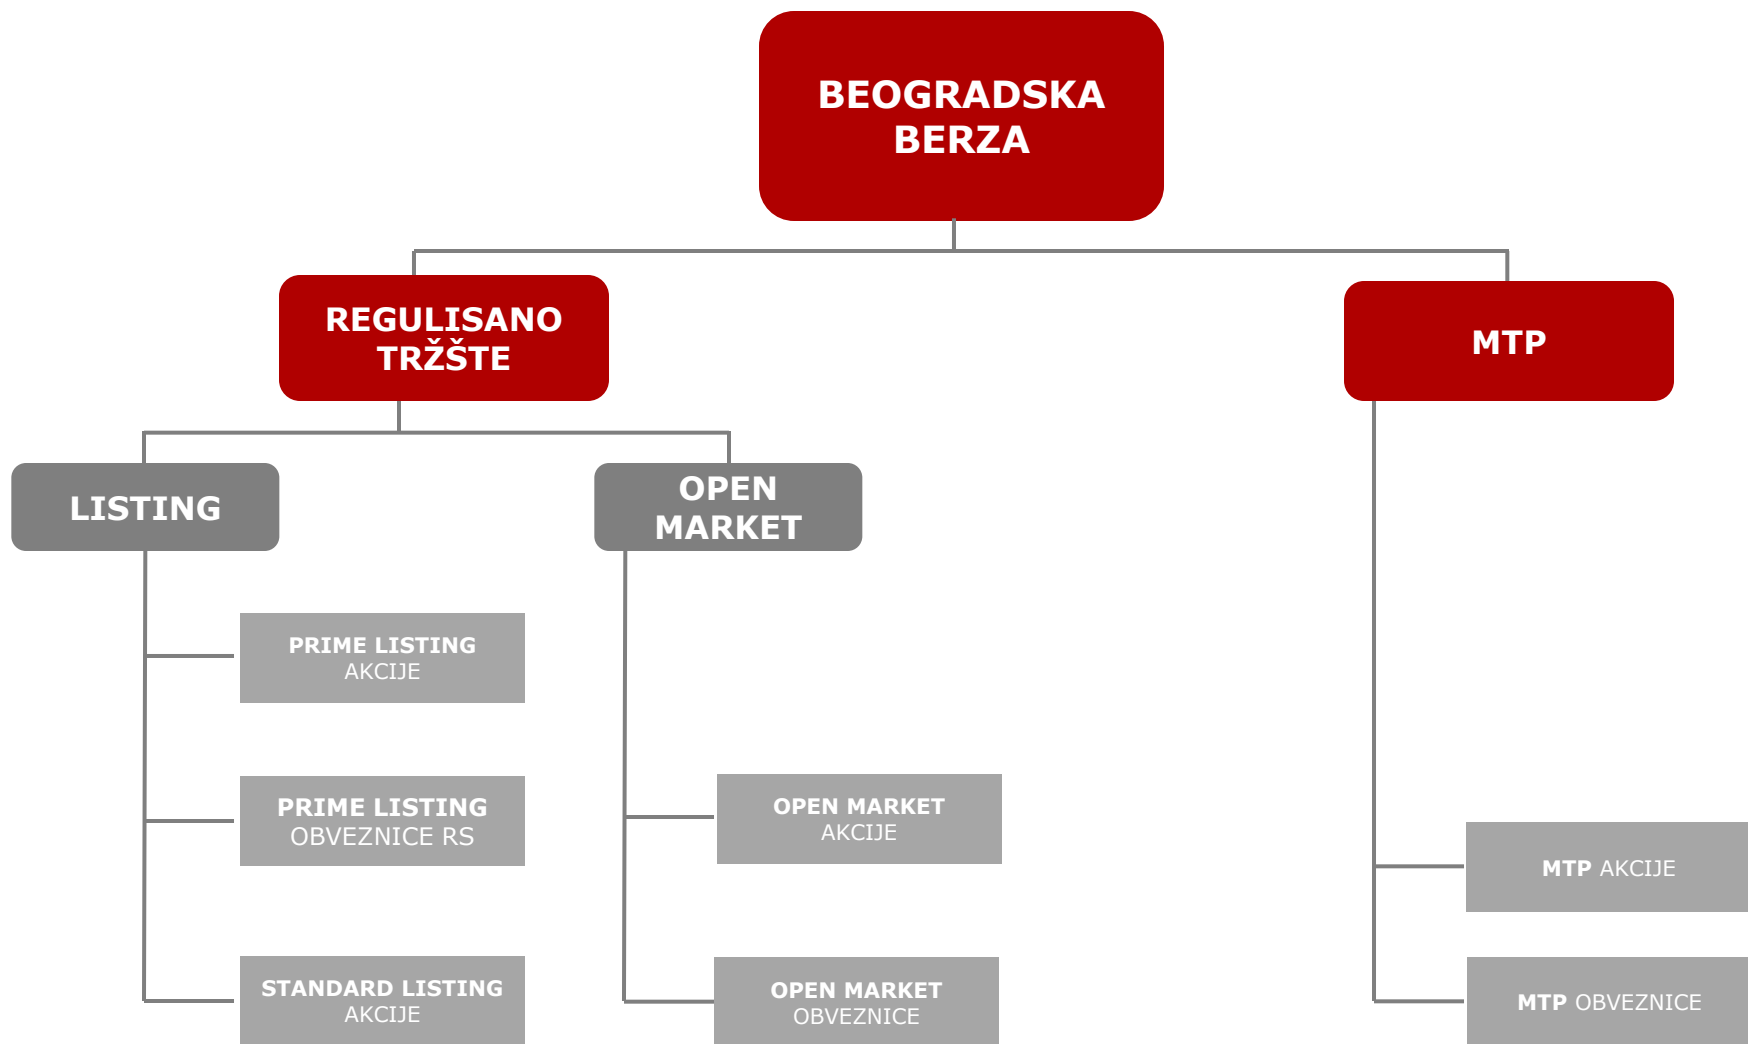 BEOGRADSKA
BERZA
REGULISANO
TRŽŠTE
MTP
LISTING
OPEN
MARKET
PRIME LISTING
AKCIJE
PRIME LISTING
OBVEZNICE RS
OPEN MARKET
AKCIJE
MTP AKCIJE
STANDARD LISTING
AKCIJE
OPEN MARKET
OBVEZNICE
MTP OBVEZNICE